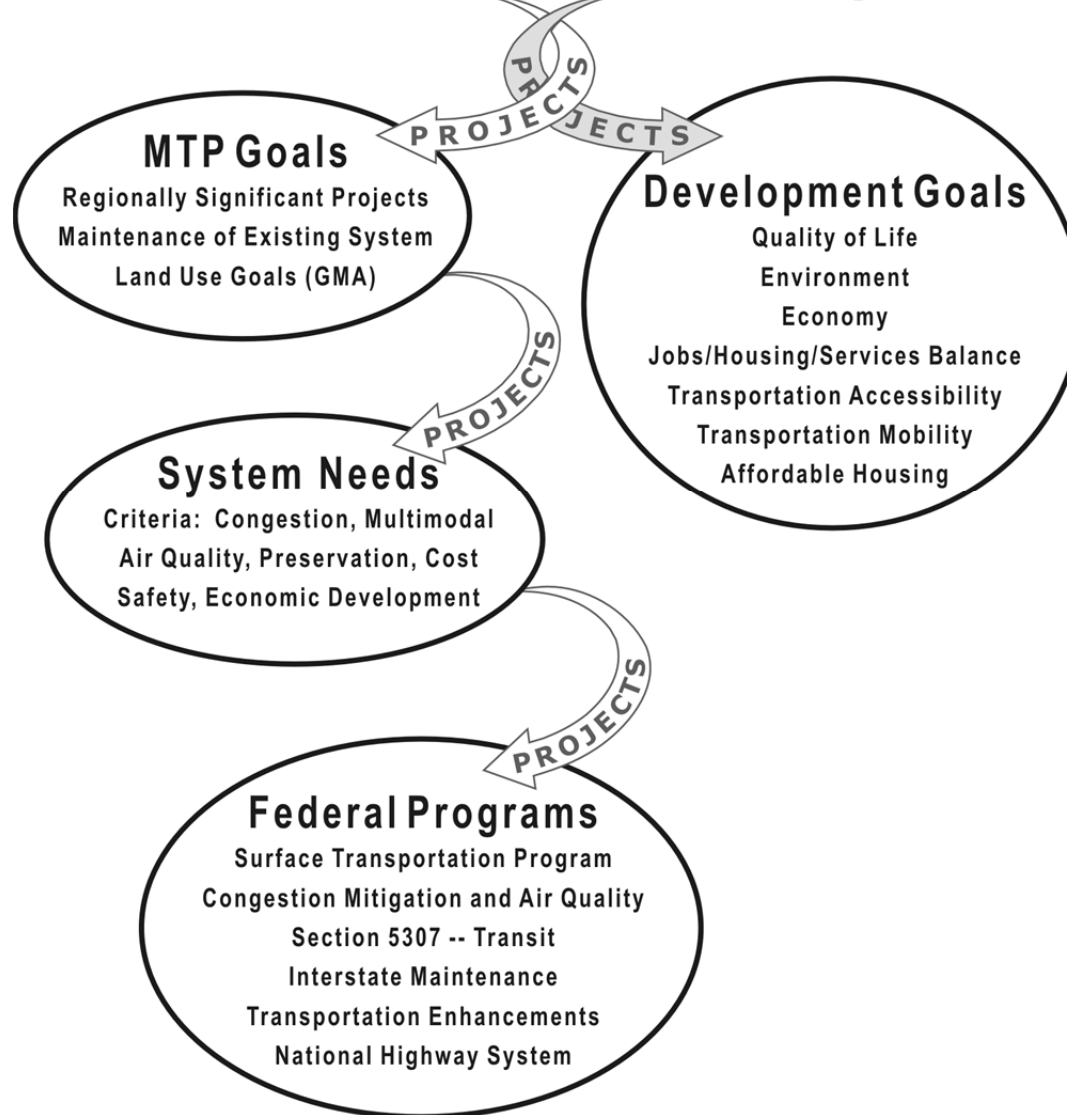 PROJECTS
PROJECTS
MTP Goals
Regionally Significant Projects
Maintenance of Existing System
Land Use Goals (GMA)
Development Goals
Quality of Life
Environment
Economy
Jobs/Housing/Services Balance
Transportation Accessibility
Transportation Mobility
Affordable Housing
PROJECTS
System Needs
Criteria: Congestion, Multimodal
Air Quality, Preservation, Cost
Safety, Economic Development
PROJECTS
Federal Programs
Surface Transportation Program
Congestion Mitigation and Air Quality
Section 5307 -- Transit
Interstate Maintenance
Transportation Enhancements
National Highway System